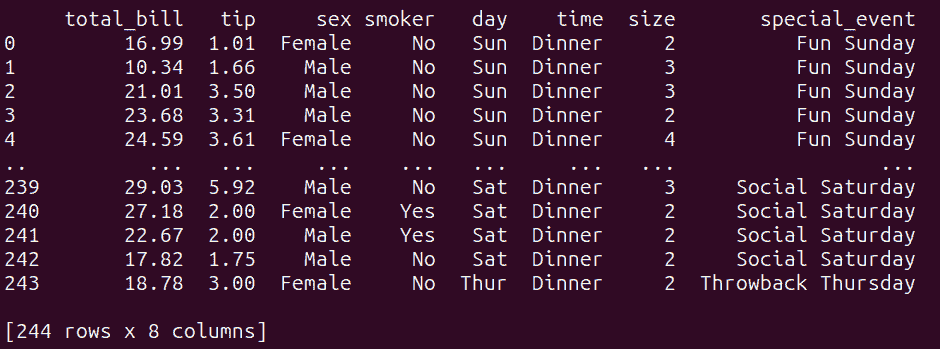 total_bill tip sex smoker day time size special_event
0 16.99 1.01 Female No Sun Dinner 2 Fun Sunday
1 10.34 1.66 Male No Sun Dinner 3 Fun Sunday
2 21.01 3.50 Male No Sun Dinner 3 Fun Sunday
3 23.68 3.31 Male No Sun Dinner 2 Fun Sunday
4 24.59 3.61 Female No Sun Dinner 4 Fun Sunday
.. ... ... ... ... ... ... ... ...
239 29.03 5.92 Male No Sat Dinner 3 Social Saturday
240 27.18 2.00 Female Yes Sat Dinner 2 Social Saturday
241 22.67 2.00 Male Yes Sat Dinner 2 Social Saturday
242 17.82 1.75 Male No Sat Dinner 2 Social Saturday
243 18.78 3.00 Female No Thur Dinner 2 Throwback Thursday
[244 rows x 8 columns]